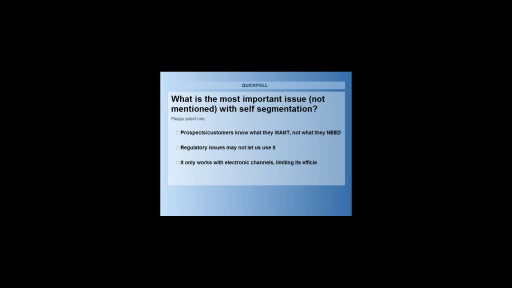 QUICKPOLL
What is the most important issue (not
mentioned) with self segmentation?
Please select one:
Prospects/customers know what they WANT, not what they NEED
Regulatory issues may not let us use it
It only works with electronic channels, limiting its efficie